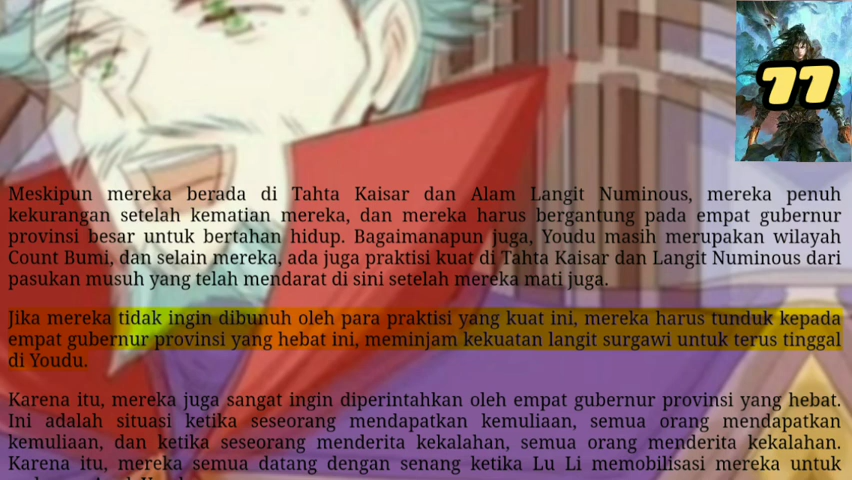 77
Meskipun mereka berada di Tahta Kaisar dan Alam Langit Numinous, mereka penuh
kekurangan setelah kematian mereka, dan mereka harus bergantung pada empat gubernur
provinsi besar untuk bertahan hidup. Bagaimanapun juga, Youdu masih merupakan wilayah
Count Bumi, dan selain mereka, ada juga praktisi kuat di Tahta Kaisar dan Langit Numinous dari
pasukan musuh yang telah mendarat di sini setelah mereka mati juga.
Jika mereka tidak ingin dibunuh oleh para praktisi yang kuat ini, mereka harus tunduk kepada
empat gubernur provinsi yang hebat ini, meminjam kekuatan langit surgawi untuk terus tinggal
di Youdu.
Karena itu, mereka juga sangat ingin diperintahkan oleh empat gubernur provinsi yang hebat.
Ini adalah situasi ketika seseorang mendapatkan kemuliaan, semua orang mendapatkan
kemuliaan, dan ketika seseorang menderita kekalahan, semua orang menderita kekalahan.
Karena itu, mereka semua datang dengan senang ketika Lu Li memobilisasi mereka untuk